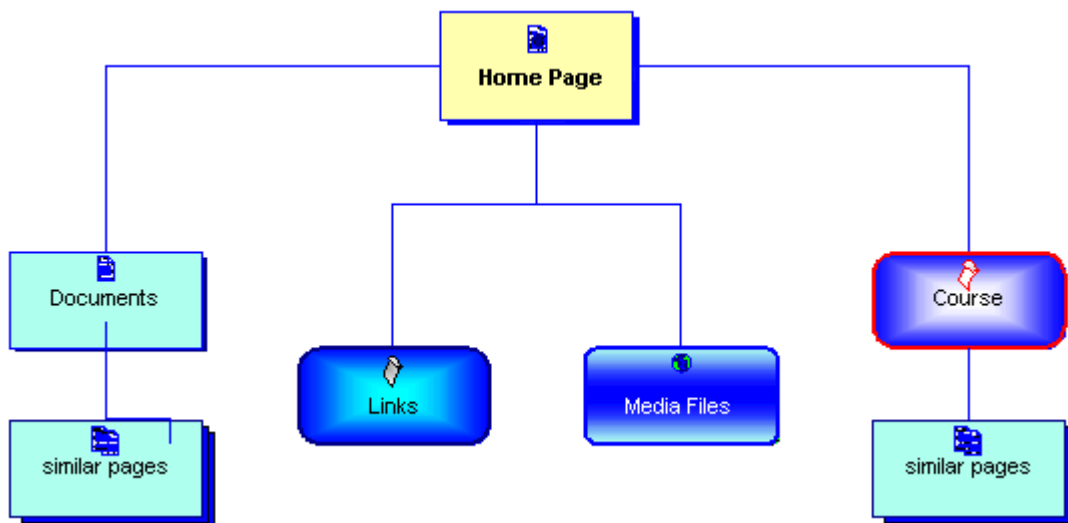 Home Page
Documents
Course
Links
Media Files
similar pages
similar pages